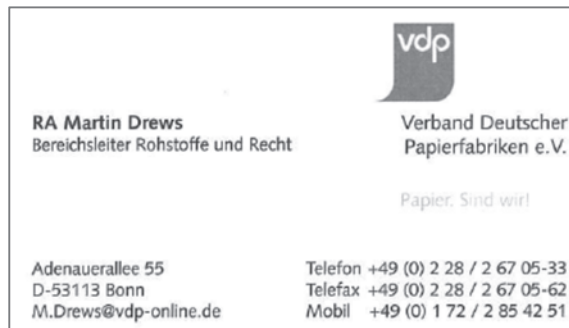 vdp
RA Martin Drews
Bereichsleiter Rohstoffe und Recht
Verband Deutscher
Papierfabriken e.V.
Papier. Sind wir!
Adenauerallee 55
D-53113 Bonn
M.Drews@vdp-online.de
Telefon +49 (0) 2 28 / 2 67 05-33
Telefax +49 (0) 2 28 / 2 67 05-62
Mobil +49 (0) 1 72 / 2 85 42 51